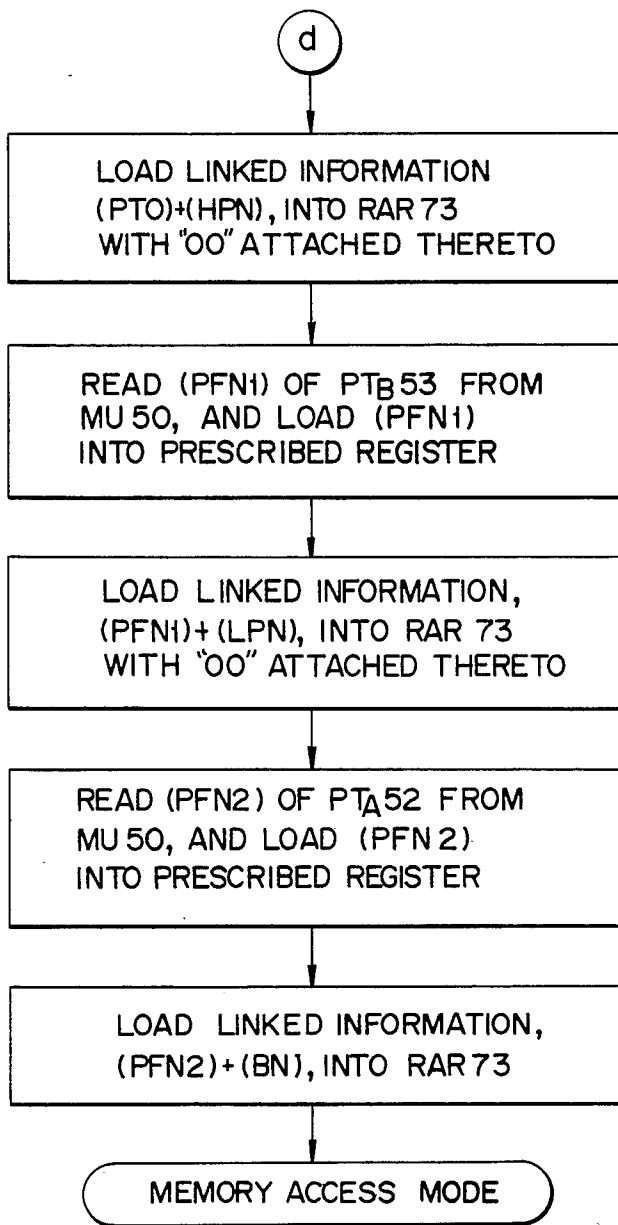 d
LOAD LINKED INFORMATION
(PTO)+(HPN), INTO RAR 73
WITH "00" ATTACHED THERETO
READ (PFN1) OF PTB 53 FROM
MU 50, AND LOAD (PFN1)
INTO PRESCRIBED REGISTER
LOAD LINKED INFORMATION,
(PFN1)+(LPN), INTO RAR 73
WITH "00" ATTACHED THERETO
READ (PFN2) OF PTA 52 FROM
MU 50, AND LOAD (PFN2)
INTO PRESCRIBED REGISTER
LOAD LINKED INFORMATION,
(PFN2)+(BN), INTO RAR 73
MEMORY ACCESS MODE